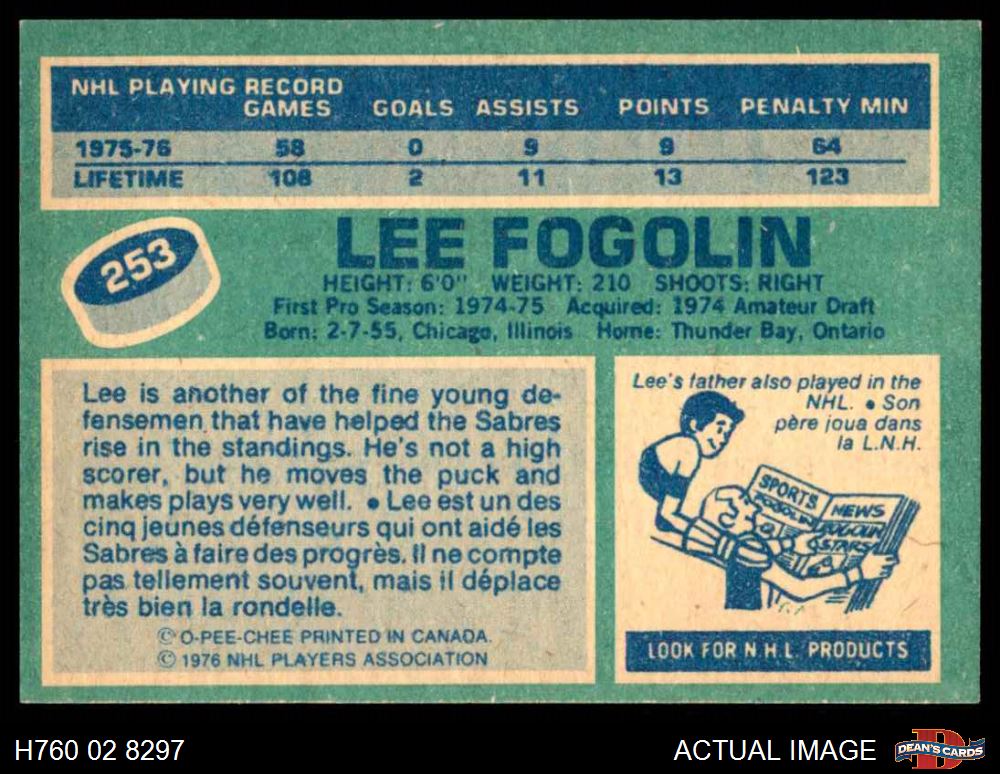 NHL PLAYING RECORD
GAMES GOALS ASSISTS POINTS PENALTY MIN
1975-76 58 0 9 9 64
LIFETIME 108 2 11 13 123
253
LEE FOGOLIN
HEIGHT: 6'0" WEIGHT: 210 SHOOTS: RIGHT
First Pro Season: 1974-75 Acquired: 1974 Amateur Draft
Born: 2-7-55, Chicago, Illinois Home: Thunder Bay, Ontario
Lee is another of the fine young de-
fensemen that have helped the Sabres
rise in the standings. He's not a high
scorer, but he moves the puck and
makes plays very well. • Lee est un des
cinq jeunes défenseurs qui ont aidé les
Sabres à faire des progrès. Il ne compte
pas tellement souvent, mais il déplace
très bien la rondelle.
© O-PEE-CHEE PRINTED IN CANADA.
© 1976 NHL PLAYERS ASSOCIATION
Lee's father also played in the
NHL. • Son
père joua dans
la L.N.H.
SPORTS NEWS
FOGOLIN FOGOLIN
STARS
LOOK FOR N.H.L. PRODUCTS
H760 02 8297
ACTUAL IMAGE
DEAN'S CARDS